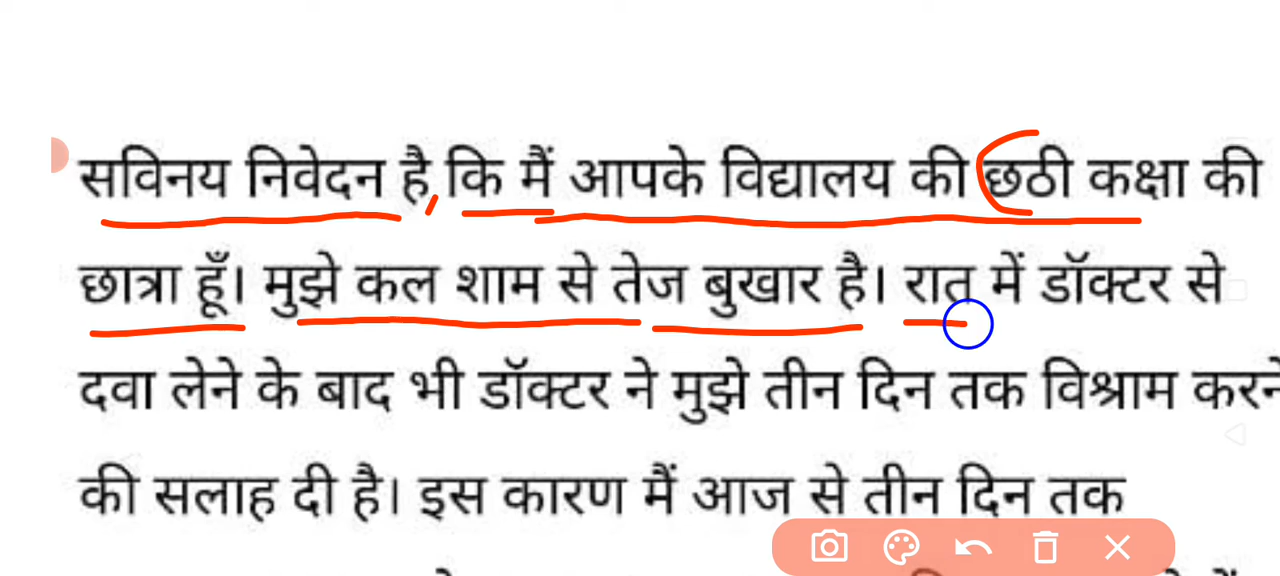 सविनय निवेदन है, कि मैं आपके विद्यालय की छठी कक्षा की
छात्रा हूँ। मुझे कल शाम से तेज बुखार है। रात में डॉक्टर से
दवा लेने के बाद भी डॉक्टर ने मुझे तीन दिन तक विश्राम करने
की सलाह दी है। इस कारण मैं आज से तीन दिन तक